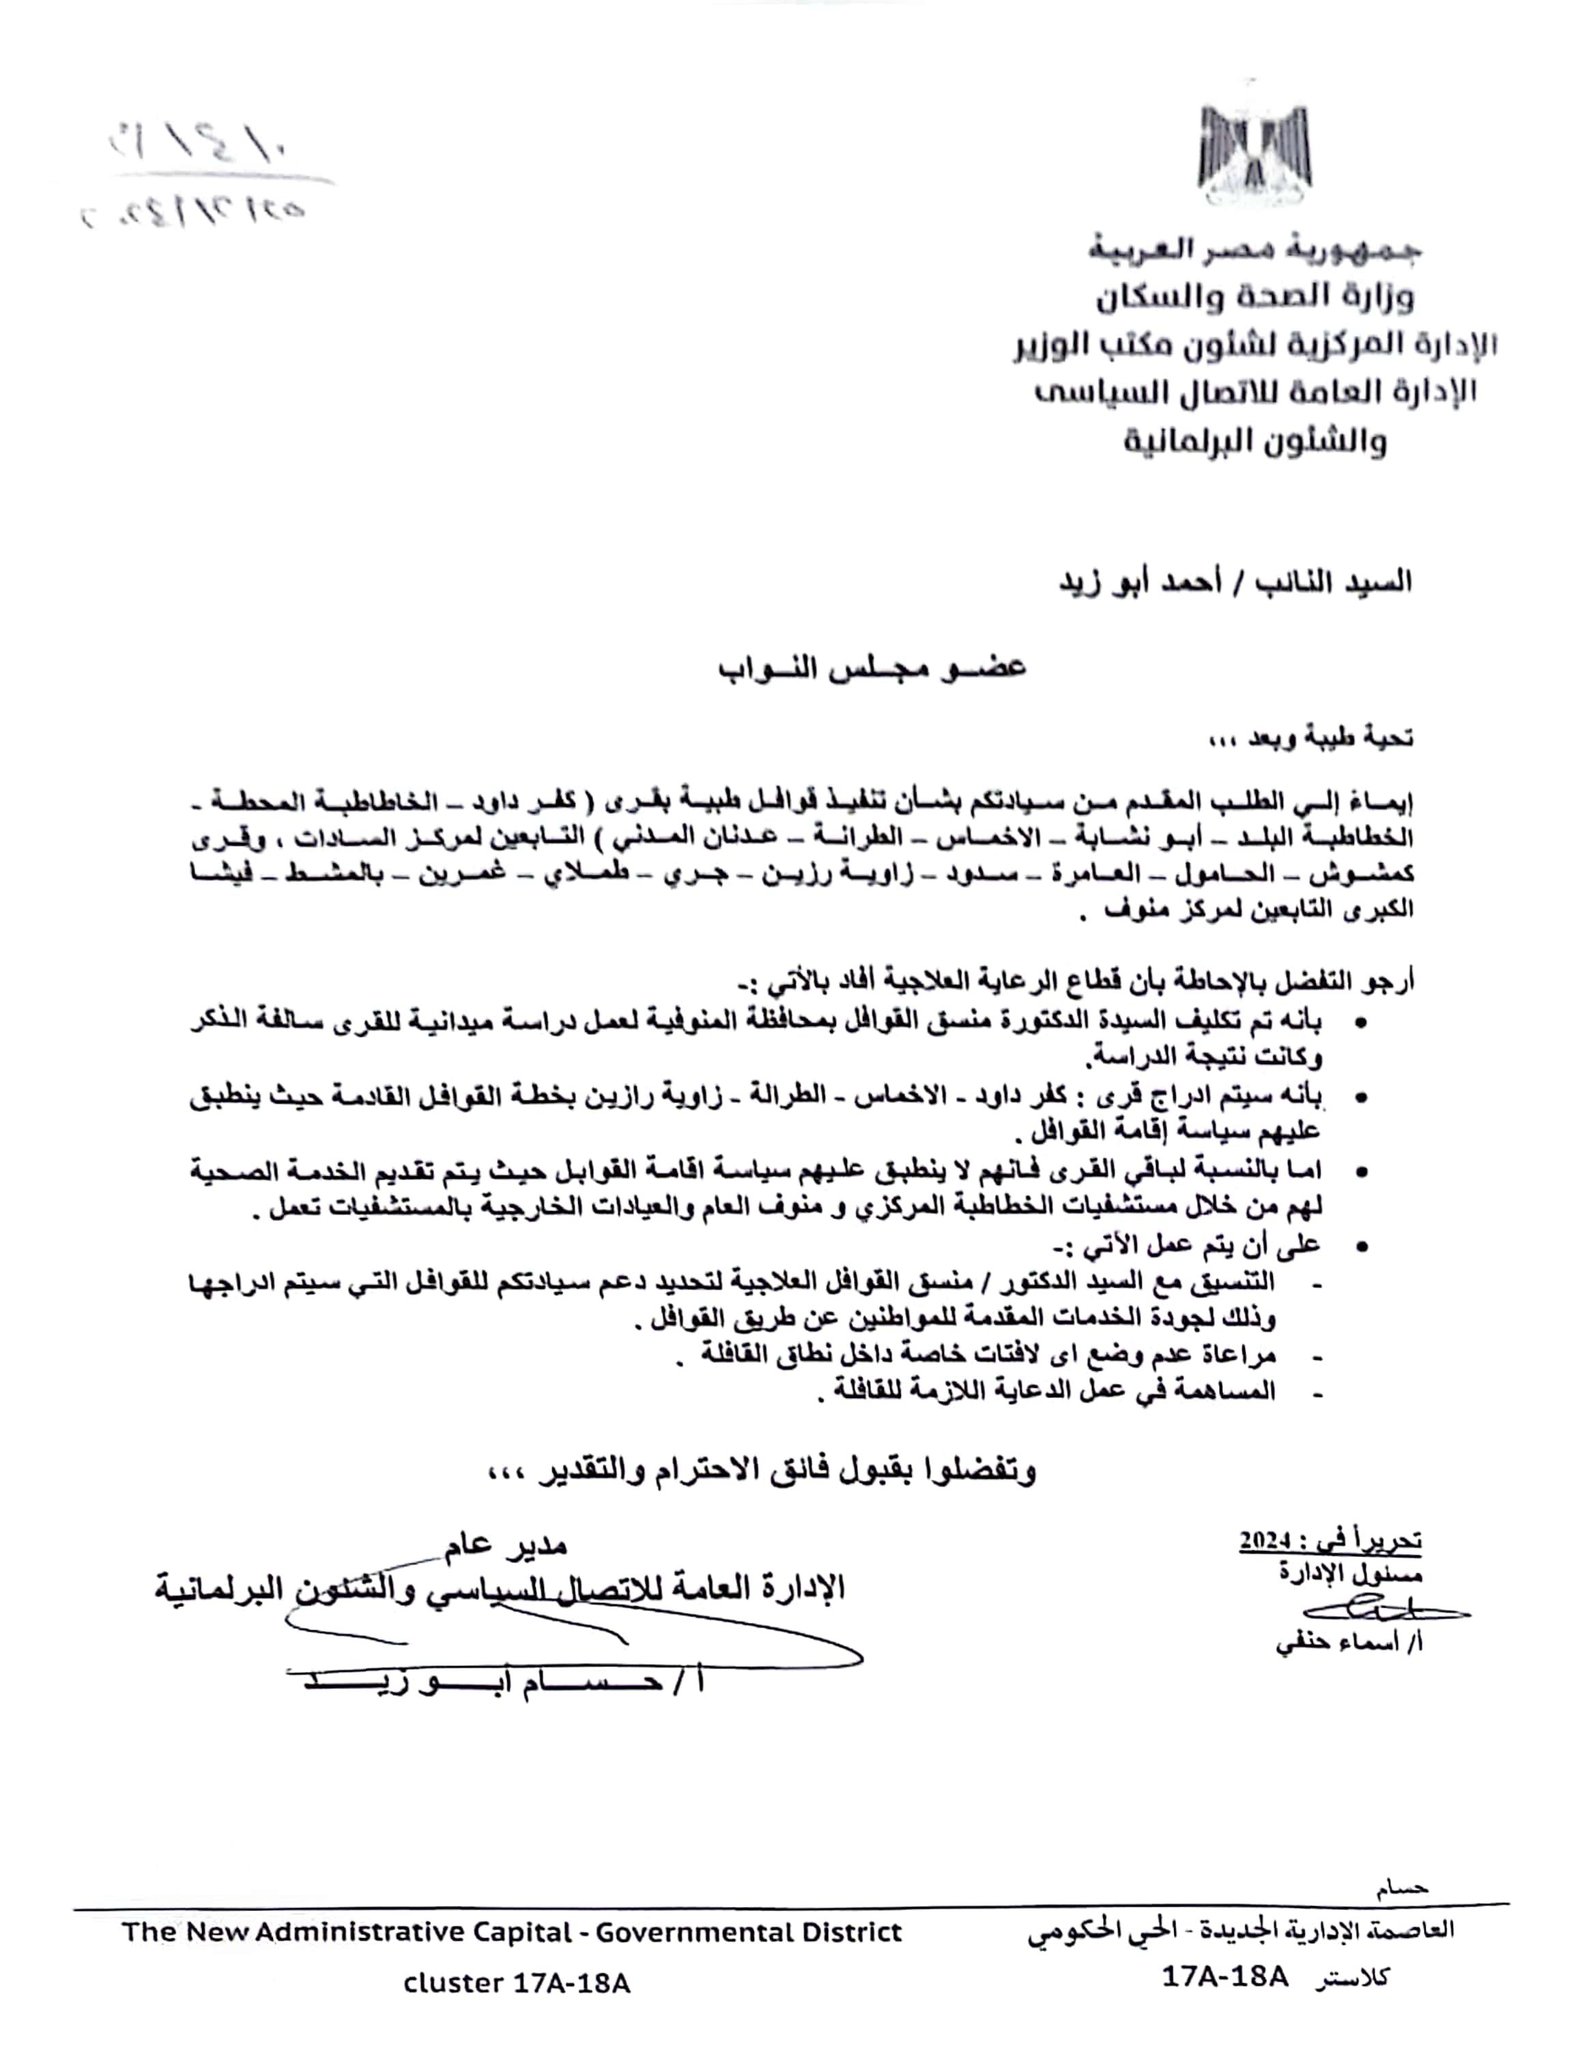 جمهورية مصر العربية
وزارة الصحة والسكان
الإدارة المركزية لشئون مكتب الوزير
الإدارة العامة للاتصال السياسى
والشئون البرلمانية
السيد النائب / أحمد أبو زيد
عضو مجلس النواب
تحية طيبة وبعد ,,,
إيماءً إلي الطلب المقدم من سيادتكم بشأن تنفيذ قوافل طبية بقرى ( كفر داود – الخاطاطبة المحطة –
الخطاطبة البلد – أبو نشابة – الاخماس – الطرانة – عدنان المدني ) التابعين لمركز السادات ، وقرى
كمشوش – الحامول – العامرة – سدود – زاوية رزين – جري – طملاي – غمرين – بالمشط – فيشا
الكبرى التابعين لمركز منوف .
أرجو التفضل بالإحاطة بأن قطاع الرعاية العلاجية أفاد بالأتي :-
• بأنه تم تكليف السيدة الدكتورة منسق القوافل بمحافظة المنوفية لعمل دراسة ميدانية للقرى سالفة الذكر
وكانت نتيجة الدراسة.
• بأنه سيتم ادراج قرى : كفر داود - الاخماس - الطرالة - زاوية رازين بخطة القوافل القادمة حيث ينطبق
عليهم سياسة إقامة القوافل .
• اما بالنسبة لباقي القرى فانهم لا ينطبق عليهم سياسة اقامة القوابل حيث يتم تقديم الخدمة الصحية
لهم من خلال مستشفيات الخطاطبة المركزي و منوف العام والعيادات الخارجية بالمستشفيات تعمل .
• على أن يتم عمل الأتي :-
- التنسيق مع السيد الدكتور / منسق القوافل العلاجية لتحديد دعم سيادتكم للقوافل التي سيتم ادراجها
وذلك لجودة الخدمات المقدمة للمواطنين عن طريق القوافل .
- مراعاة عدم وضع اى لافتات خاصة داخل نطاق القافلة .
- المساهمة في عمل الدعاية اللازمة للقافلة .
وتفضلوا بقبول فائق الاحترام والتقدير ,,,
تحريراً في : 2024
مسئول الإدارة
أ/ أسماء حنفي
مدير عام
الإدارة العامة للاتصال السياسي والشئون البرلمانية
أ / حسام أبو زيد
حسام
العاصمة الإدارية الجديدة - الحي الحكومي
كلاستر 17A-18A
The New Administrative Capital - Governmental District
cluster 17A-18A